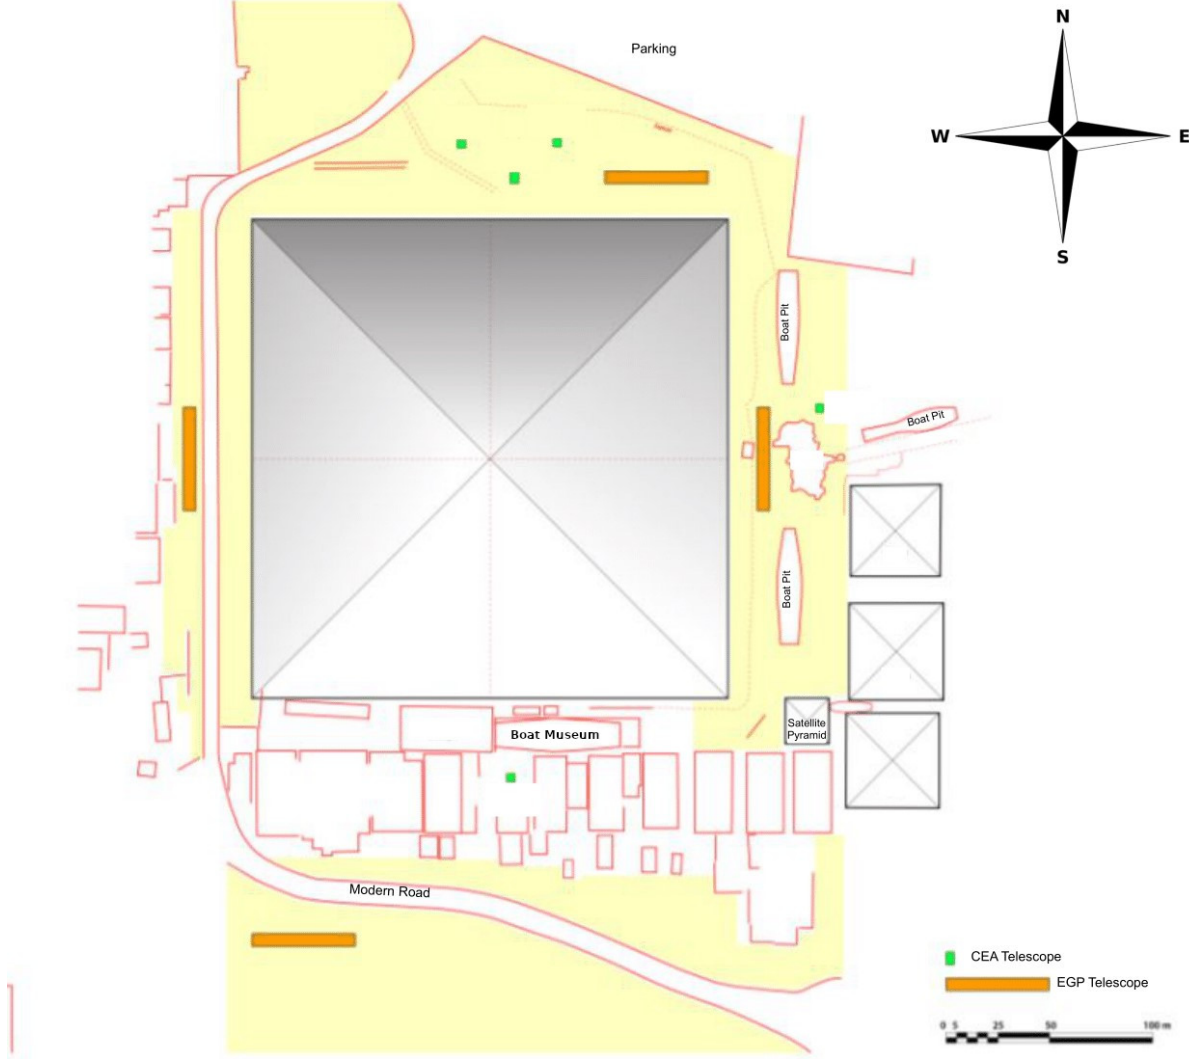 N
Parking
W
E
S
Boat Pit
Boat Pit
Boat Pit
Satellite
Pyramid
Boat Museum
Modern Road
CEA Telescope
EGP Telescope
0 5 25 50 100 m